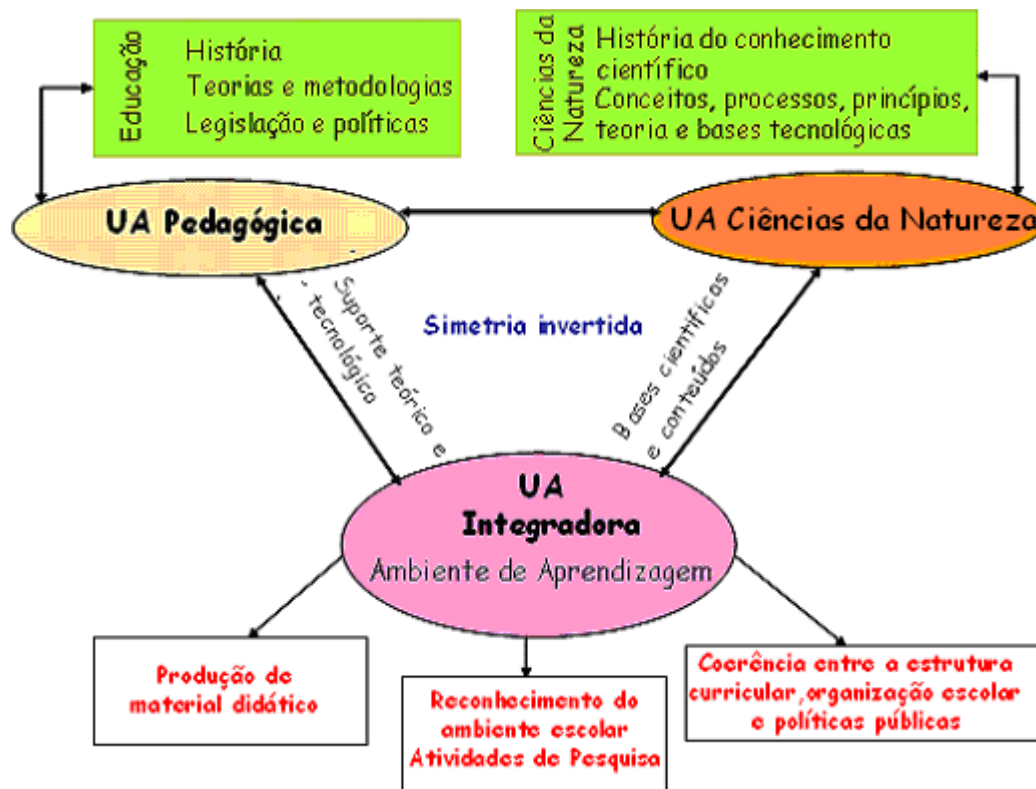 Educação
História
Teorias e metodologias
Legislação e políticas
Ciências da
Natureza
História do conhecimento
científico
Conceitos, processos, princípios,
teoria e bases tecnológicas
UA Pedagógica
UA Ciências da Natureza
Suporte teórico e
tecnológico
Simetria invertida
Bases científicas
e conteúdos
UA
Integradora
Ambiente de Aprendizagem
Produção de
material didático
Reconhecimento do
ambiente escolar
Atividades de Pesquisa
Coerência entre a estrutura
curricular,organização escolar
e políticas públicas